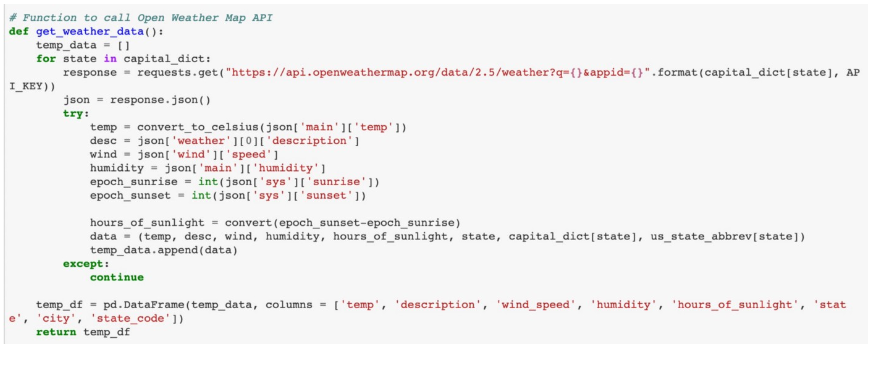 # Function to call Open Weather Map API
def get_weather_data():
    temp_data = []
    for state in capital_dict:
        response = requests.get("https://api.openweathermap.org/data/2.5/weather?q={}&appid={}".format(capital_dict[state], AP
I_KEY))
        json = response.json()
        try:
            temp = convert_to_celsius(json['main']['temp'])
            desc = json['weather'][0]['description']
            wind = json['wind']['speed']
            humidity = json['main']['humidity']
            epoch_sunrise = int(json['sys']['sunrise'])
            epoch_sunset = int(json['sys']['sunset'])
            hours_of_sunlight = convert(epoch_sunset-epoch_sunrise)
            data = (temp, desc, wind, humidity, hours_of_sunlight, state, capital_dict[state], us_state_abbrev[state])
            temp_data.append(data)
        except:
            continue
    temp_df = pd.DataFrame(temp_data, columns = ['temp', 'description', 'wind_speed', 'humidity', 'hours_of_sunlight', 'stat
e', 'city', 'state_code'])
    return temp_df